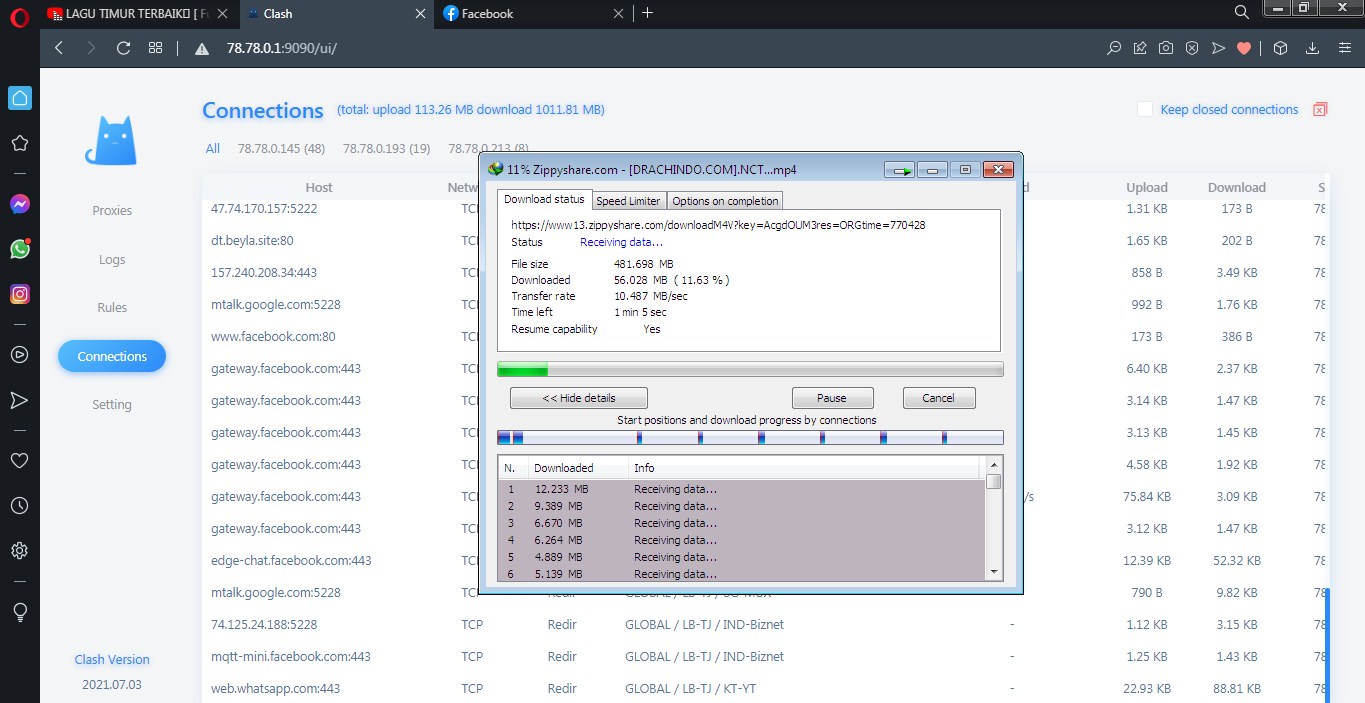 LAGU TIMUR TERBAIK [ Fu
Clash
Facebook
78.78.0.1:9090/ui/
Connections (total: upload 113.26 MB download 1011.81 MB)
Keep closed connections
All 78.78.0.145 (48) 78.78.0.193 (19) 78.78.0.213 (8)
Proxies
Logs
Rules
Connections
Setting
Clash Version
2021.07.03
Host Netw d Upload Download S
47.74.170.157:5222 TCP 1.31 KB 173 B 78
dt.beyla.site:80 TCP 1.65 KB 202 B 78
157.240.208.34:443 TCP 858 B 3.49 KB 78
mtalk.google.com:5228 TCP 992 B 1.76 KB 78
www.facebook.com:80 TCP 173 B 386 B 78
gateway.facebook.com:443 TCP 6.40 KB 2.37 KB 78
gateway.facebook.com:443 TCP 3.14 KB 1.47 KB 78
gateway.facebook.com:443 TCP 3.13 KB 1.45 KB 78
gateway.facebook.com:443 TCP 4.58 KB 1.92 KB 78
gateway.facebook.com:443 TCP /s 75.84 KB 3.09 KB 78
gateway.facebook.com:443 TCP 3.12 KB 1.47 KB 78
edge-chat.facebook.com:443 TCP 12.39 KB 52.32 KB 78
mtalk.google.com:5228 TCP 790 B 9.82 KB 78
74.125.24.188:5228 TCP Redir GLOBAL / LB-TJ / IND-Biznet - 1.12 KB 3.15 KB 78
mqtt-mini.facebook.com:443 TCP Redir GLOBAL / LB-TJ / IND-Biznet - 1.25 KB 1.43 KB 78
web.whatsapp.com:443 TCP Redir GLOBAL / LB-TJ / KT-YT - 22.93 KB 88.81 KB 78
11% Zippyshare.com - [DRACHINDO.COM].NCT...mp4
Download status Speed Limiter Options on completion
https://www13.zippyshare.com/downloadM4V?key=AcgdOUM3res=ORGtime=770428
Status Receiving data...
File size 481.698 MB
Downloaded 56.028 MB ( 11.63 % )
Transfer rate 10.487 MB/sec
Time left 1 min 5 sec
Resume capability Yes
<< Hide details Pause Cancel
Start positions and download progress by connections
N. Downloaded Info
1 12.233 MB Receiving data...
2 9.389 MB Receiving data...
3 6.670 MB Receiving data...
4 6.264 MB Receiving data...
5 4.889 MB Receiving data...
6 5.139 MB Receiving data...